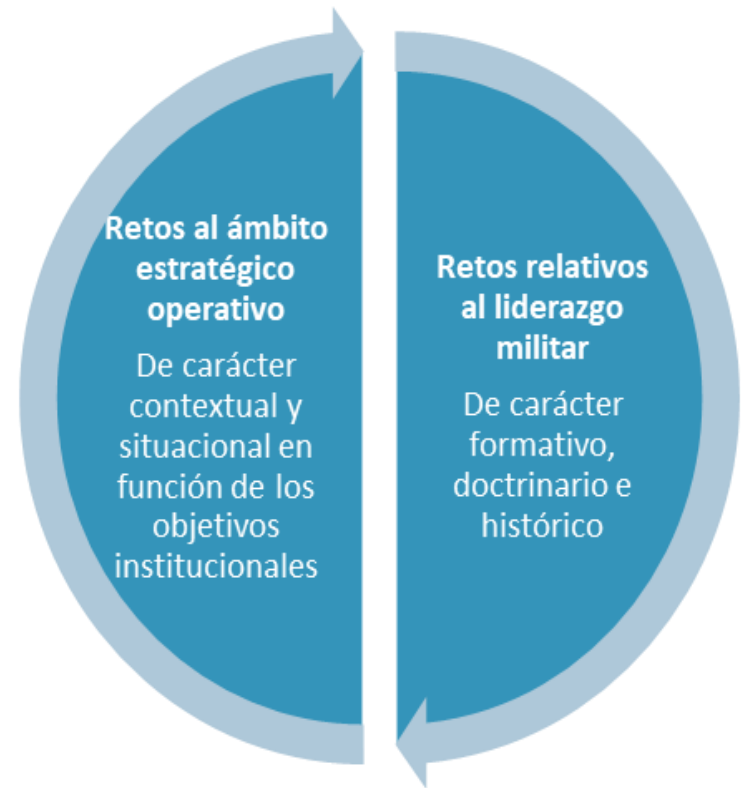 Retos al ámbito
estratégico
operativo
De carácter
contextual y
situacional en
función de los
objetivos
institucionales
Retos relativos
al liderazgo
militar
De carácter
formativo,
doctrinario e
histórico